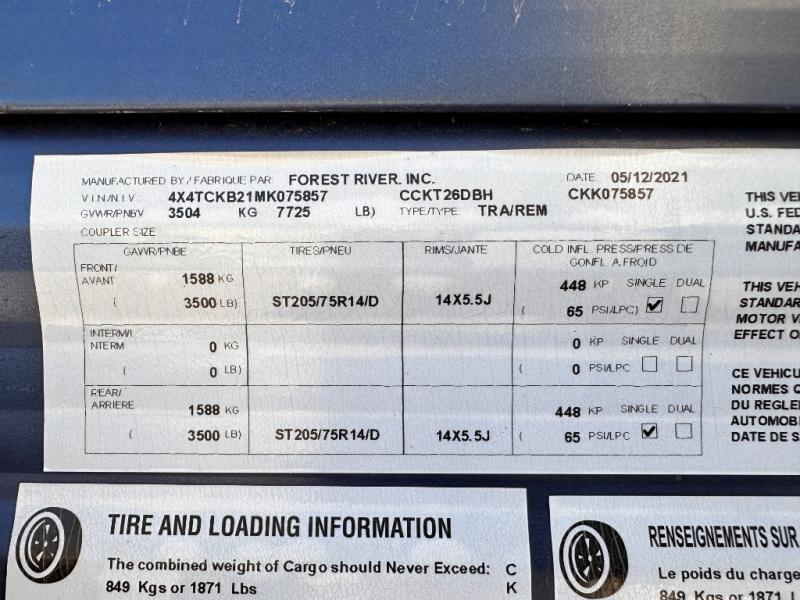 MANUFACTURED BY / FABRIQUE PAR: FOREST RIVER, INC. DATE: 05/12/2021
V.I.N./N.I.V.: 4X4TCKB21MK075857 CCKT26DBH CKK075857
GVWR/PNBV 3504 KG 7725 LB) TYPE/TYPE: TRA/REM
COUPLER SIZE
GAWR/PNBE TIRES/PNEU RIMS/JANTE COLD INFL PRESS/PRESS DE
GONFL A FROID
FRONT/
AVANT 1588 KG 448 KP SINGLE DUAL
( 3500 LB) ST205/75R14/D 14X5.5J ( 65 PSI/LPC)
INTERM/I
NTERM 0 KG 0 KP SINGLE DUAL
( 0 LB) ( 0 PSI/LPC
REAR/
ARRIERE 1588 KG 448 KP SINGLE DUAL
( 3500 LB) ST205/75R14/D 14X5.5J ( 65 PSI/LPC
THIS VE
U.S. FED
STANDA
MANUFA
THIS VEH
STANDAR
MOTOR V
EFFECT O
CE VEHICU
NORMES
DU REGLE
AUTOMOBI
DATE DE S
TIRE AND LOADING INFORMATION
The combined weight of Cargo should Never Exceed: C
849 Kgs or 1871 Lbs K
RENSEIGNEMENTS SUR
Le poids du charge
849 Kgs or 1871 L